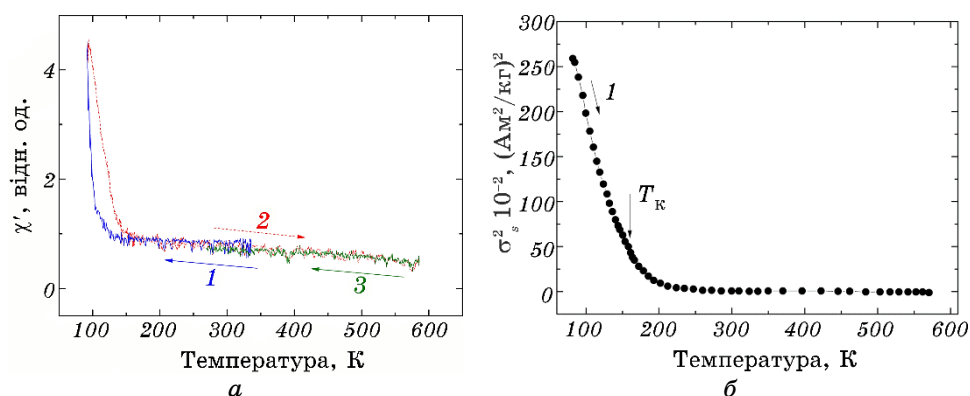 χ′, відн. од.
4
2
0
2
1
3
100 200 300 400 500 600
Температура, К
а
σ²ₛ 10⁻², (Ам²/кг)²
300
250
200
150
100
50
0
1
Tк
100 200 300 400 500 600
Температура, К
б